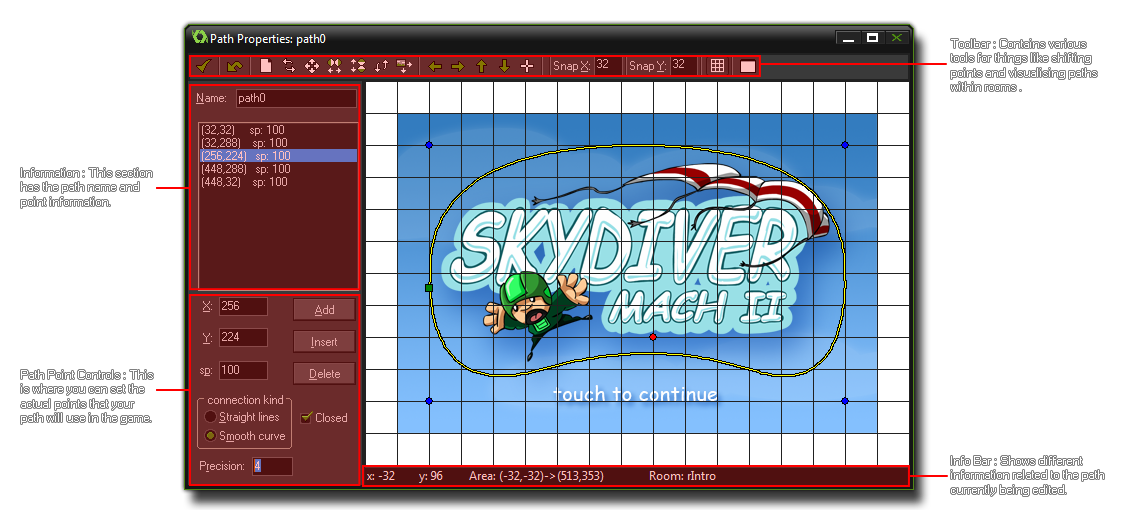 Path Properties: path0
Snap X: 32 Snap Y: 32
Toolbar : Contains various
tools for things like shifting
points and visualising paths
within rooms .
Name: path0
(32,32) sp: 100
(32,288) sp: 100
(256,224) sp: 100
(448,288) sp: 100
(448,32) sp: 100
Information : This section
has the path name and
point information.
SKYDIVER
MACH II
touch to continue
X: 256 Add
Y: 224 Insert
sp: 100 Delete
Path Point Controls : This
is where you can set the
actual points that your
path will use in the game.
connection kind
Straight lines
Smooth curve
Closed
Precision: 4
x: -32 y: 96 Area: (-32,-32)->(513,353) Room: rIntro
Info Bar : Shows different
information related to the path
currently being edited.